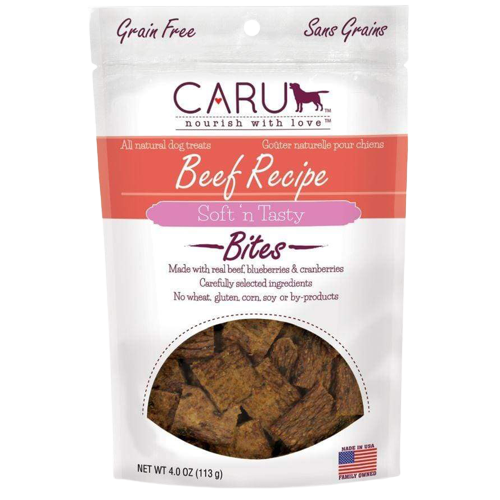 Grain Free Sans Grains
CARU™
nourish with love™
All natural dog treats Goûter naturelle pour chiens
Beef Recipe
Soft 'n Tasty
Bites
Made with real beef, blueberries & cranberries
Carefully selected ingredients
No wheat, gluten, corn, soy or by-products
MADE IN USA
FAMILY OWNED
NET WT 4.0 OZ (113 g)